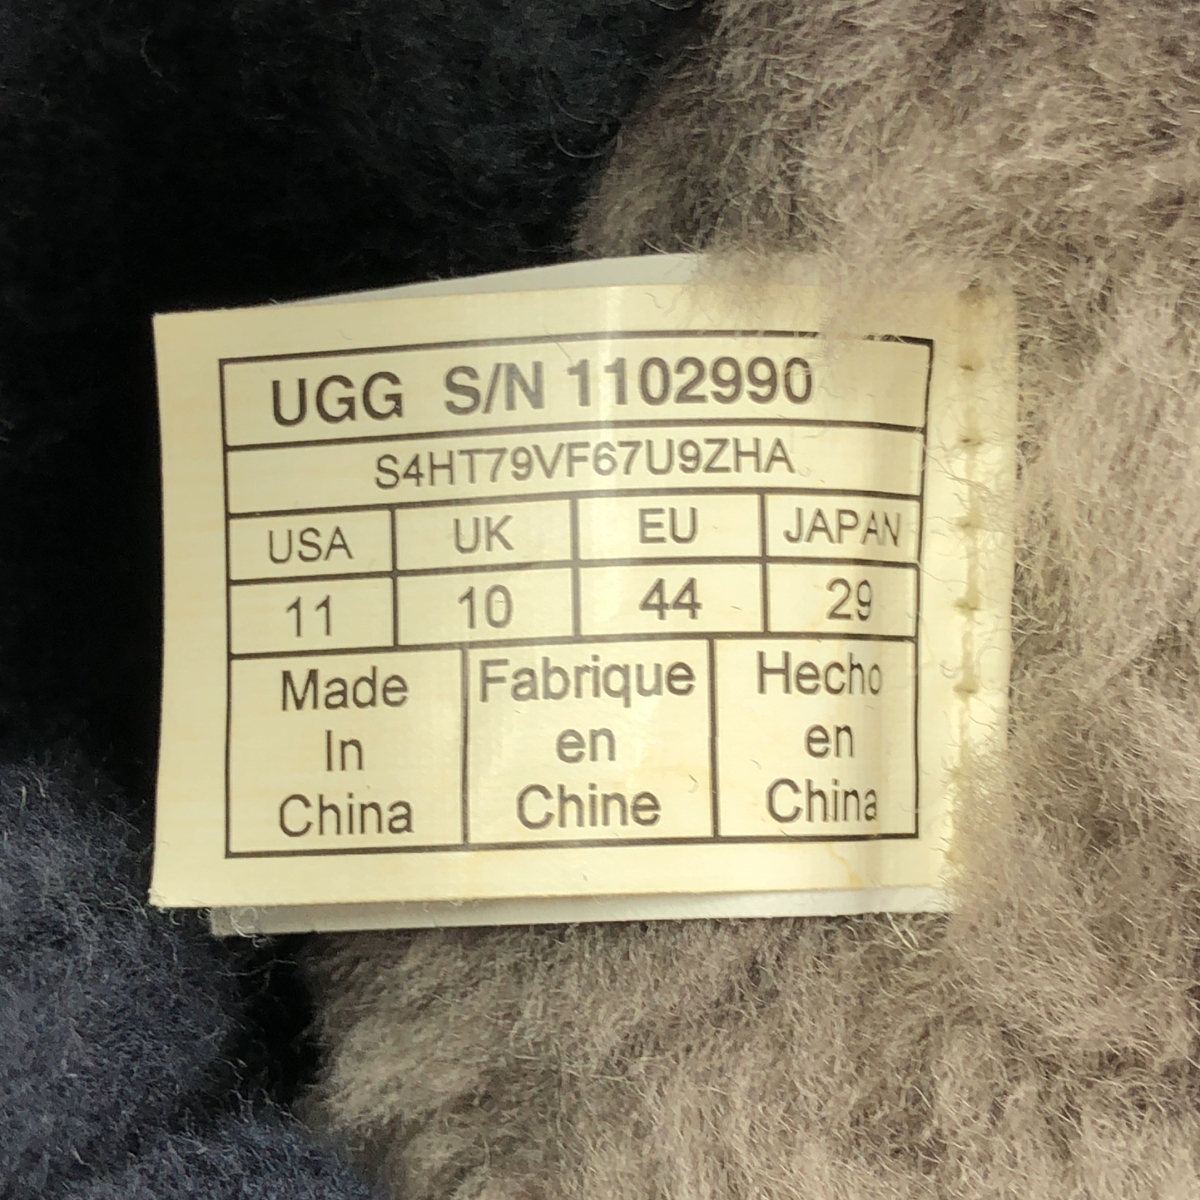 UGG S/N 1102990
S4HT79VF67U9ZHA
USA UK EU JAPAN
11 10 44 29
Made
In
China
Fabrique
en
Chine
Hecho
en
China